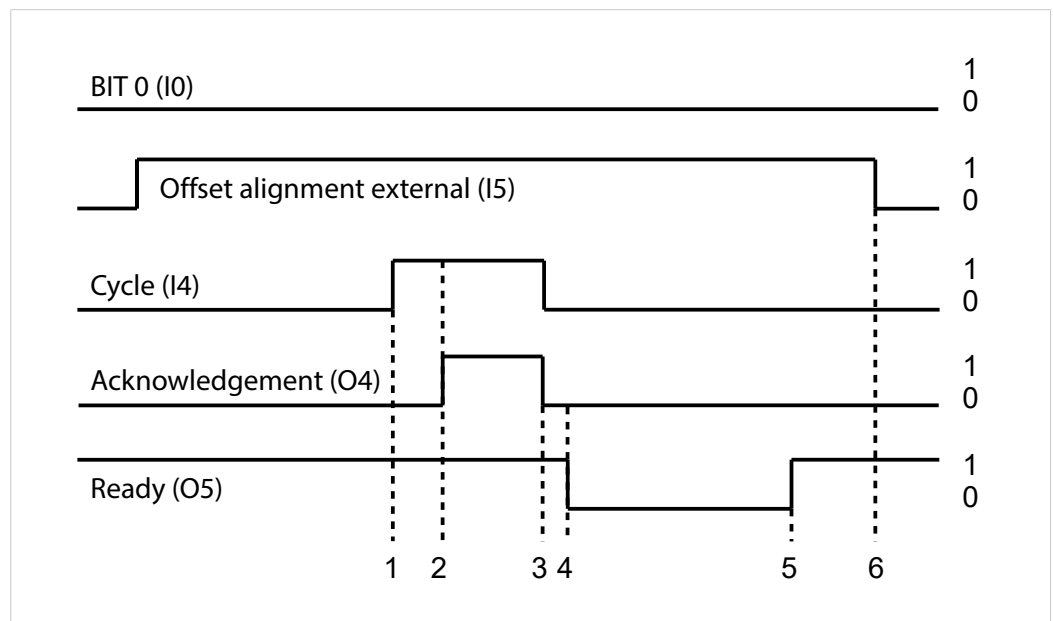 BIT 0 (I0)
1
0
Offset alignment external (I5)
1
0
Cycle (I4)
1
0
Acknowledgement (O4)
1
0
Ready (O5)
1
0
1 2 3 4 5 6